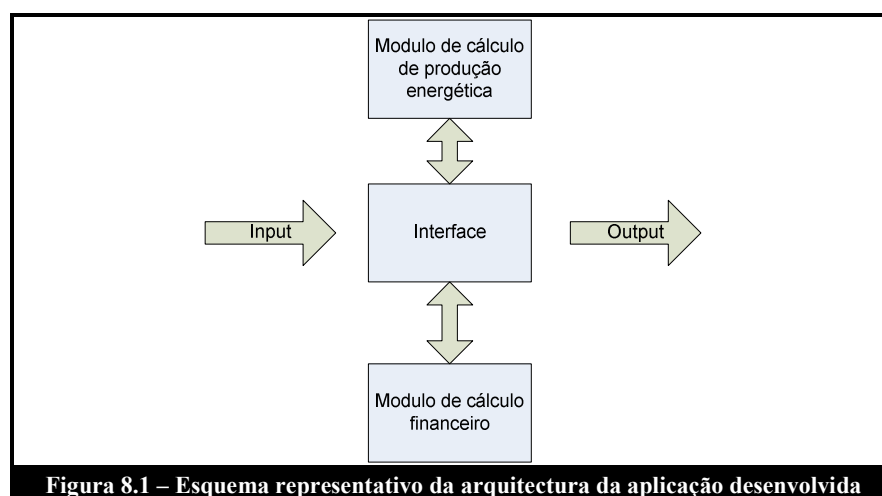 Modulo de cálculo
de produção
energética
Input
Interface
Output
Modulo de cálculo
financeiro
Figura 8.1 – Esquema representativo da arquitectura da aplicação desenvolvida